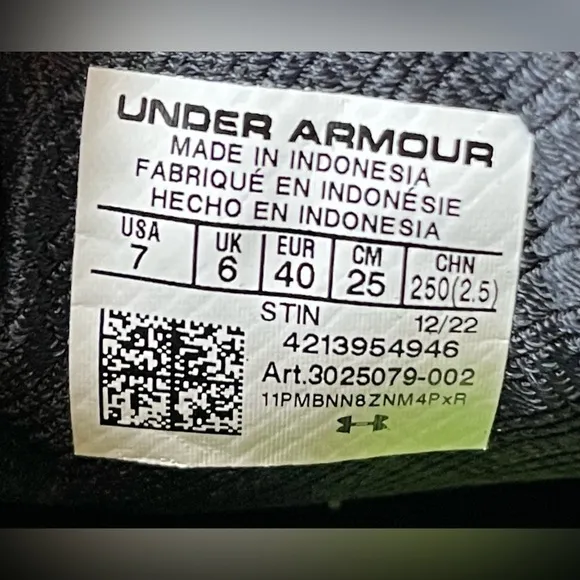 UNDER ARMOUR
MADE IN INDONESIA
FABRIQUÉ EN INDONÉSIE
HECHO EN INDONESIA
USA UK EUR CM CHN
7 6 40 25 250(2.5)
STIN 12/22
4213954946
Art.3025079-002
11PMBNN8ZNM4PxR